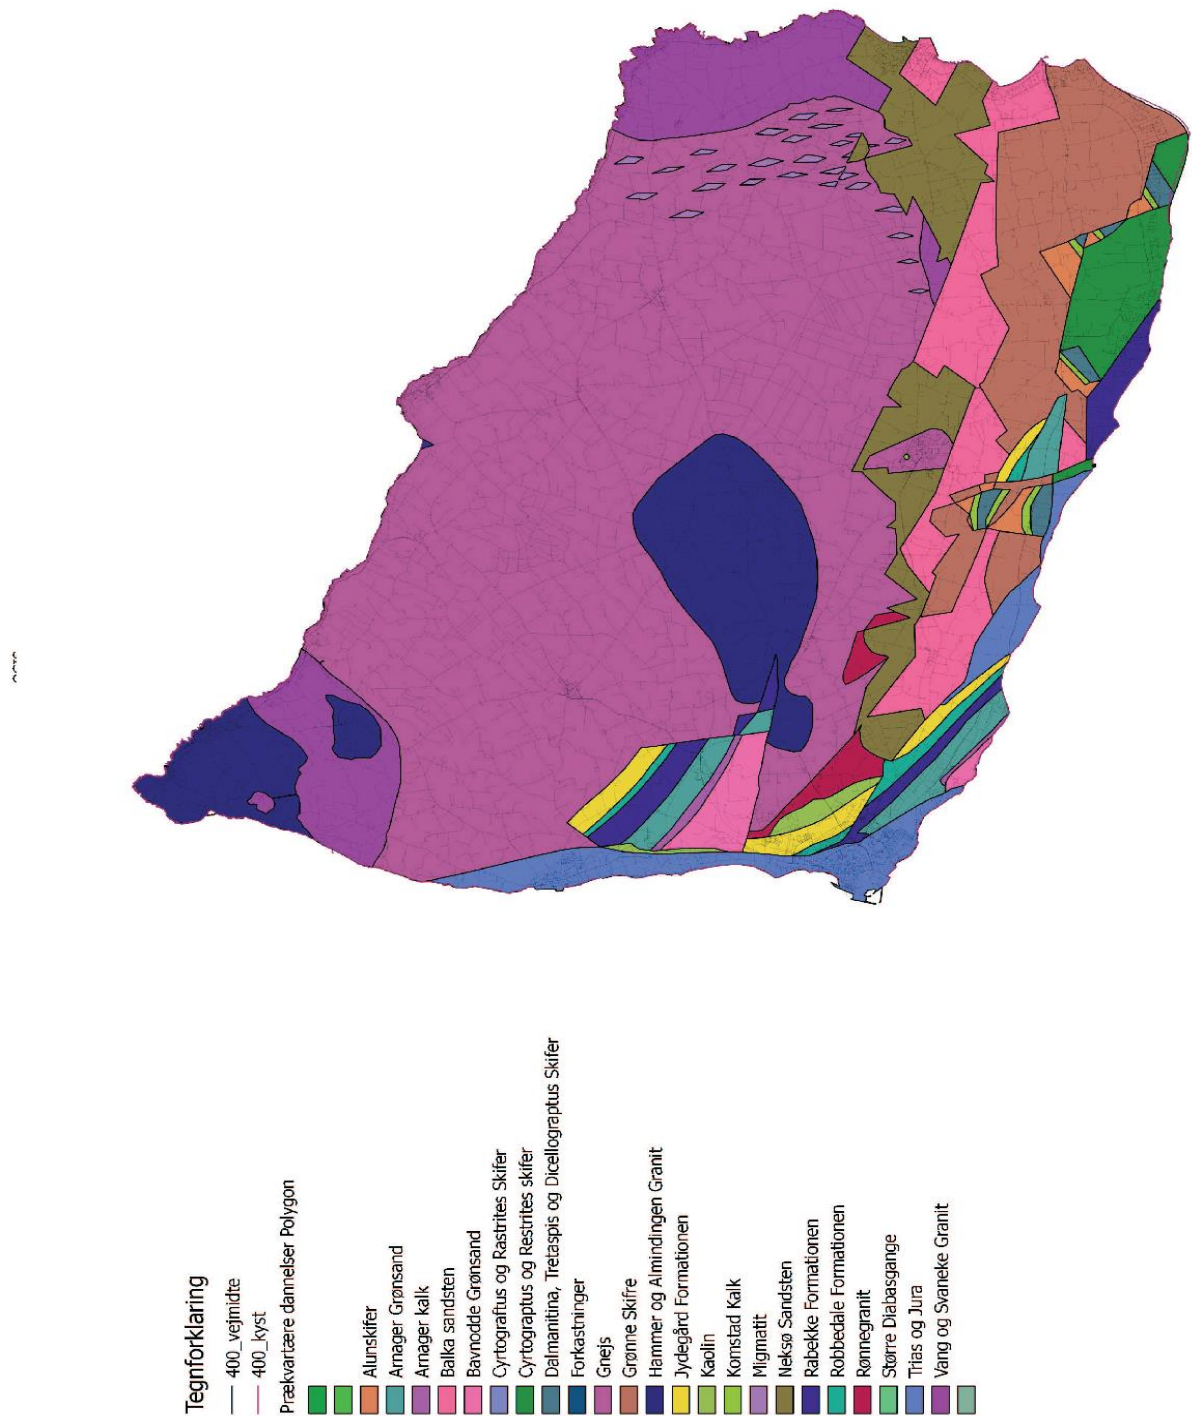 Tegnforklaring
400_vejmidte
400_kyst
Prækvartære dannelser Polygon
Alunskifer
Arnager Grønsand
Arnager kalk
Balka sandsten
Bavnodde Grønsand
Cyrtograftus og Rastrites Skifer
Cyrtograptus og Restrites skifer
Dalmanitina, Tretaspis og Dicellograptus Skifer
Forkastninger
Gnejs
Grønne Skifre
Hammer og Almindingen Granit
Jydegård Formationen
Kaolin
Komstad Kalk
Migmatit
Neksø Sandsten
Rabekke Formationen
Robbedale Formationen
Rønnegranit
Større Diabasgange
Trias og Jura
Vang og Svaneke Granit